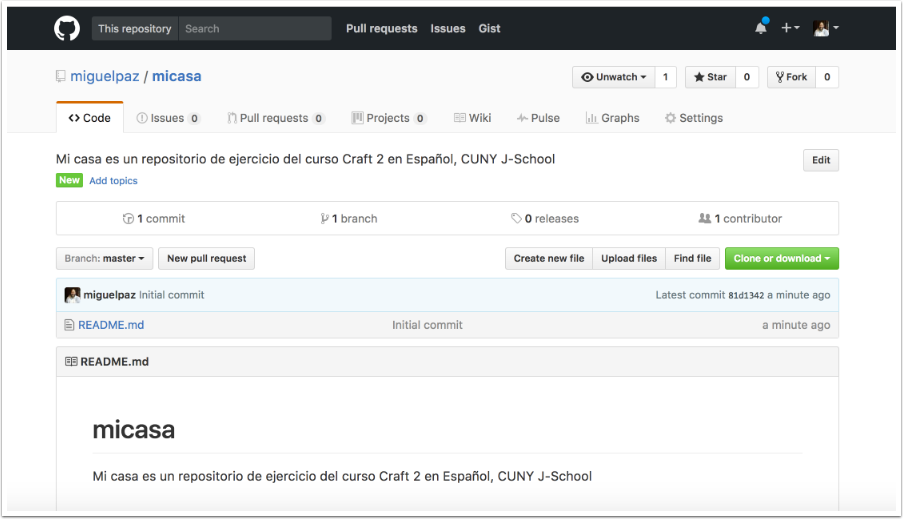 This repository Search Pull requests Issues Gist
miguelpaz / micasa
Unwatch 1 Star 0 Fork 0
Code Issues 0 Pull requests 0 Projects 0 Wiki Pulse Graphs Settings
Mi casa es un repositorio de ejercicio del curso Craft 2 en Español, CUNY J-School Edit
New Add topics
1 commit 1 branch 0 releases 1 contributor
Branch: master New pull request Create new file Upload files Find file Clone or download
miguelpaz Initial commit Latest commit 81d1342 a minute ago
README.md Initial commit a minute ago
README.md
micasa
Mi casa es un repositorio de ejercicio del curso Craft 2 en Español, CUNY J-School